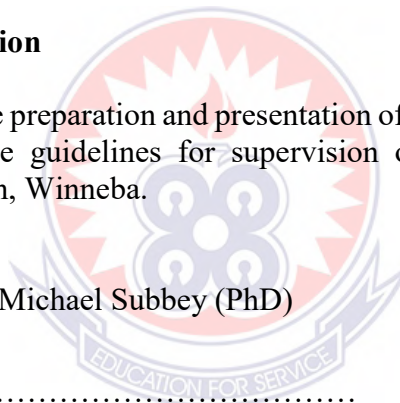 ion
e preparation and presentation of
e guidelines for supervision o
n, Winneba.
Michael Subbey (PhD)
EDUCATION FOR SERVICE
………………………………